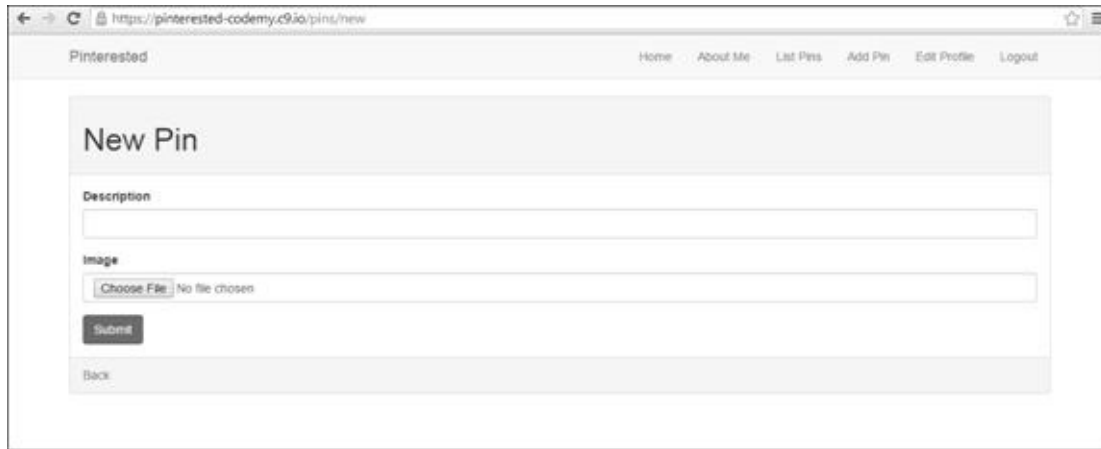 https://pinterested-codemy.c9.io/pins/new
Pinterested Home About Me List Pins Add Pin Edit Profile Logout
New Pin
Description
Image
Choose File No file chosen
Submit
Back